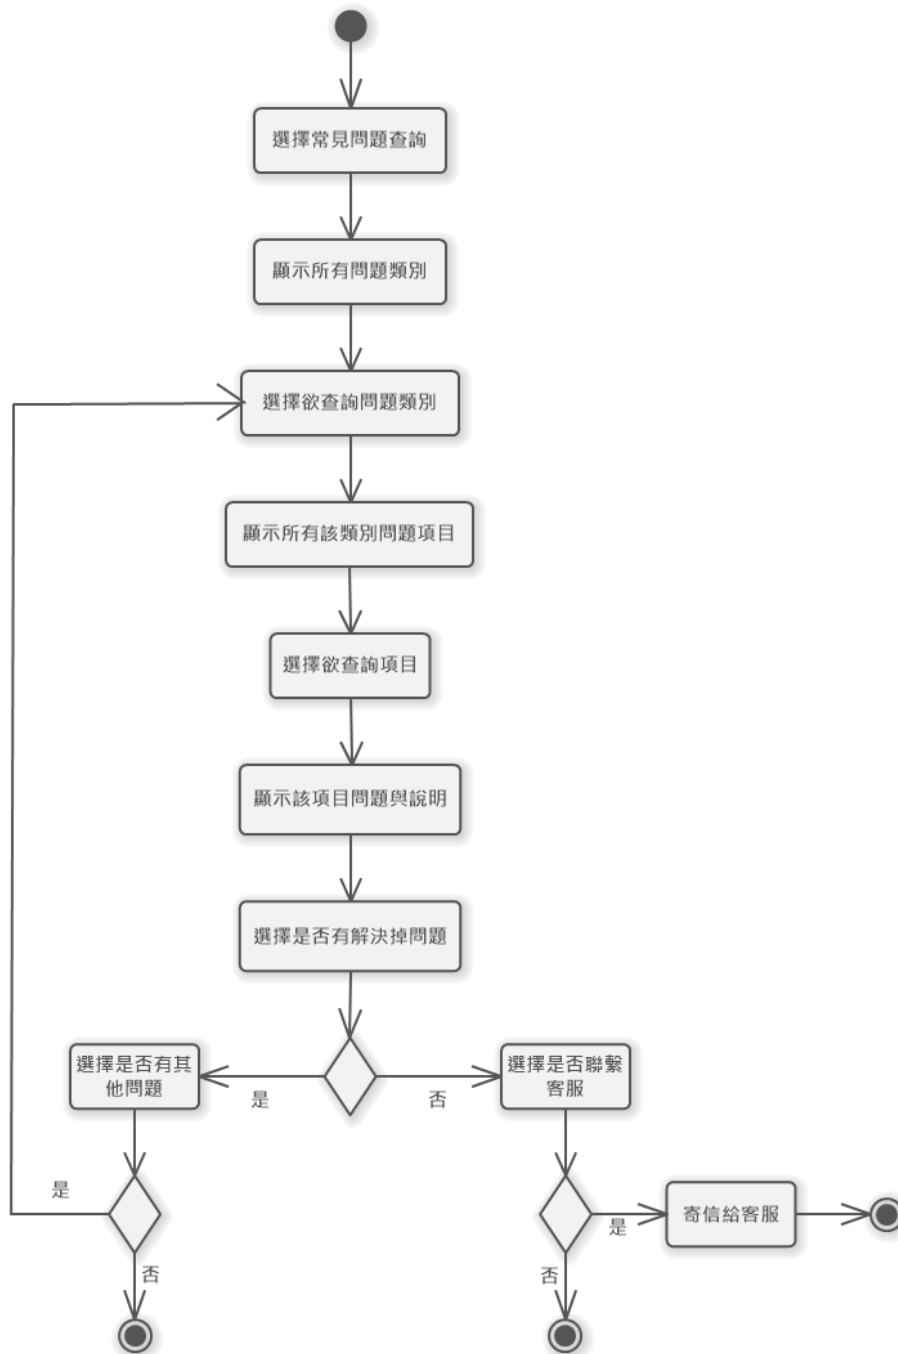 選擇常見問題查詢
顯示所有問題類別
選擇欲查詢問題類別
顯示所有該類別問題項目
選擇欲查詢項目
顯示該項目問題與說明
選擇是否有解決掉問題
選擇是否有其
他問題
是
否
選擇是否聯繫
客服
是
是
寄信給客服
否
否